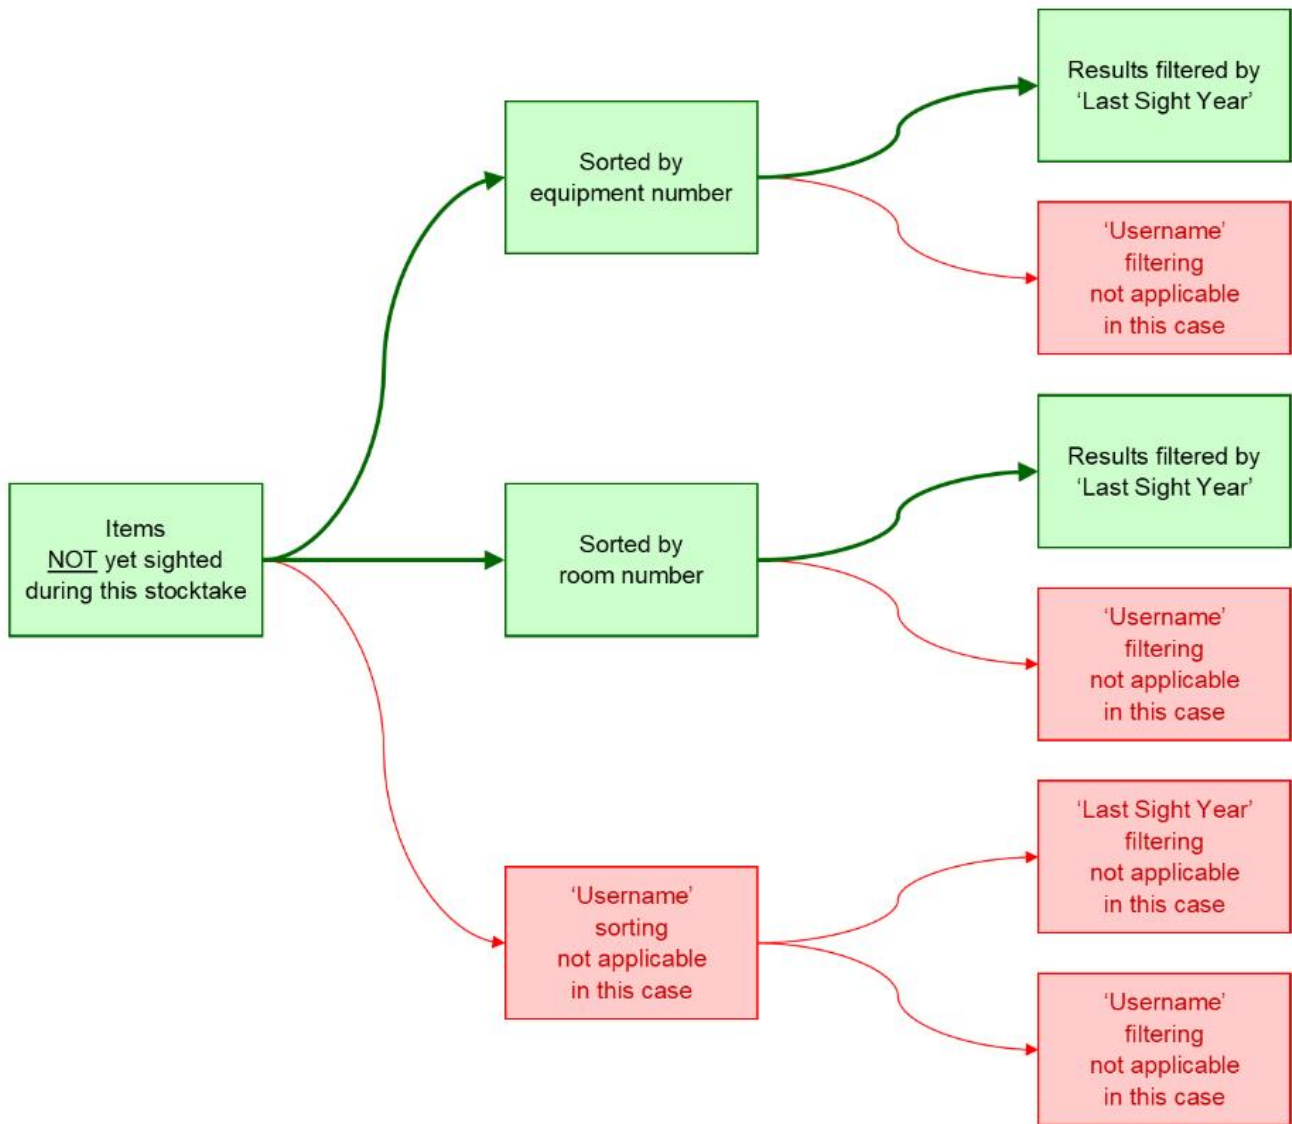 Results filtered by
‘Last Sight Year’
Sorted by
equipment number
‘Username’
filtering
not applicable
in this case
Results filtered by
‘Last Sight Year’
Items
NOT yet sighted
during this stocktake
Sorted by
room number
‘Username’
filtering
not applicable
in this case
‘Last Sight Year’
filtering
not applicable
in this case
‘Username’
sorting
not applicable
in this case
‘Username’
filtering
not applicable
in this case